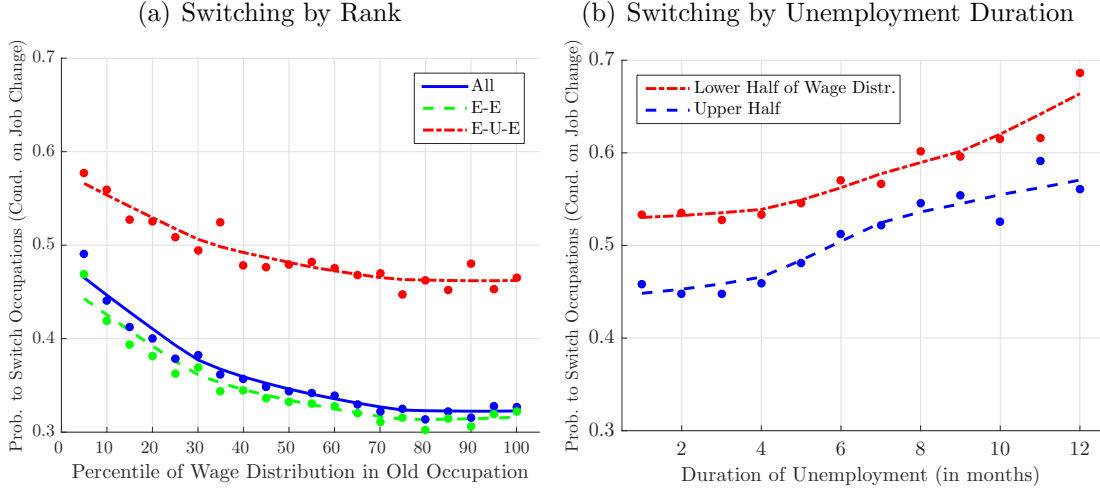 (a) Switching by Rank
Prob. to Switch Occupations (Cond. on Job Change)
0.7
0.6
0.5
0.4
0.3
All
E-E
E-U-E
0 10 20 30 40 50 60 70 80 90 100
Percentile of Wage Distribution in Old Occupation
(b) Switching by Unemployment Duration
Prob. to Switch Occupations (Cond. on Job Change)
0.7
0.6
0.5
0.4
0.3
Lower Half of Wage Distr.
Upper Half
2 4 6 8 10 12
Duration of Unemployment (in months)